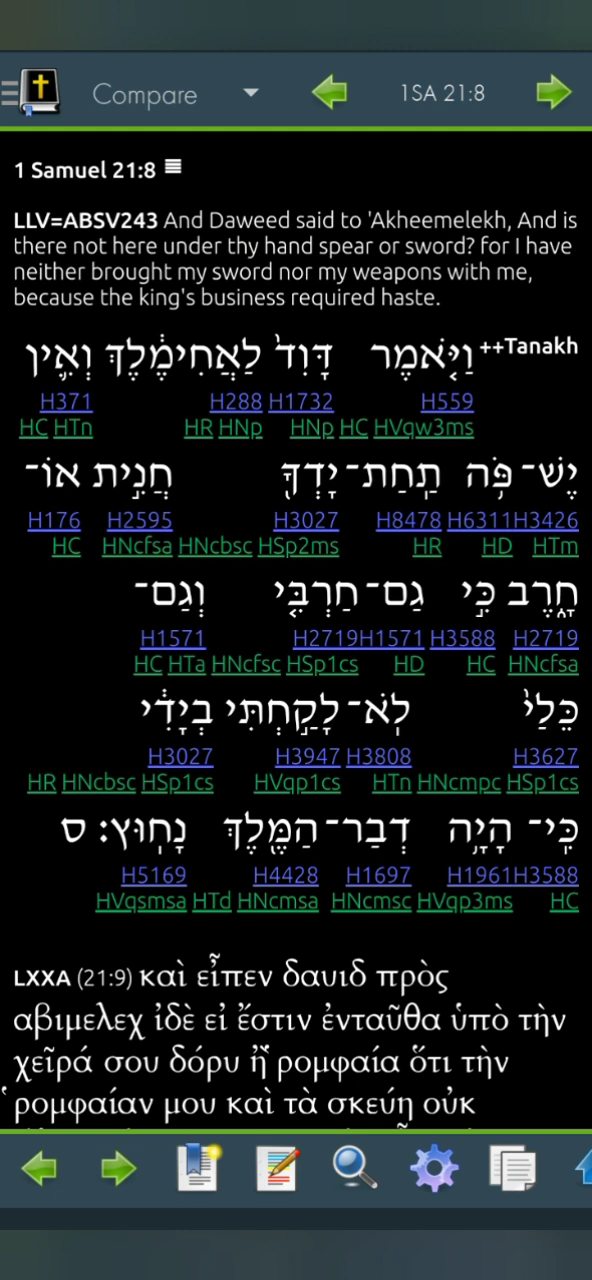 Compare
1SA 21:8
1 Samuel 21:8
LLV=ABSV243 And Daweed said to 'Akheemelekh, And is
there not here under thy hand spear or sword? for I have
neither brought my sword nor my weapons with me,
because the king's business required haste.
++Tanakh וַיֹּ֤אמֶר דָּוִד֙ לַאֲחִימֶ֔לֶךְ וְאִ֛ין
H371 H288 H1732 H559
HC HTn HR HNp HNp HC HVqw3ms
יֶשׁ־ פֹּ֥ה תַֽחַת־ יָדְךָ֖ חֲנִ֣ית אוֹ־
H176 H2595 H3027 H8478 H6311 H3426
HC HNcfsa HNcbsc HSp2ms HR HD HTm
חָ֑רֶב כִּ֣י גַם־ חַרְבִּ֤י וְגַם־
H1571 H2719 H1571 H3588 H2719
HC HTa HNcfsc HSp1cs HD HC HNcfsa
כֵּלַי֙ לֹֽא־ לָקַ֣חְתִּי בְיָדִ֔י
H3027 H3947 H3808 H3627
HR HNcbsc HSp1cs HVqp1cs HTn HNcmpc HSp1cs
כִּֽי־ הָיָ֥ה דְבַר־ הַמֶּ֖לֶךְ נָחֽוּץ׃ ס
H5169 H4428 H1697 H1961 H3588
HVqsmsa HTd HNcmsa HNcmsc HVqp3ms HC
LXXA (21:9) καὶ εἶπεν δαυιδ πρὸς
αβιμελεχ ἰδὲ εἰ ἔστιν ἐνταῦθα ὑπὸ τὴν
χεῖρά σου δόρυ ἢ ῥομφαία ὅτι τὴν
ῥομφαίαν μου καὶ τὰ σκεύη οὐκ